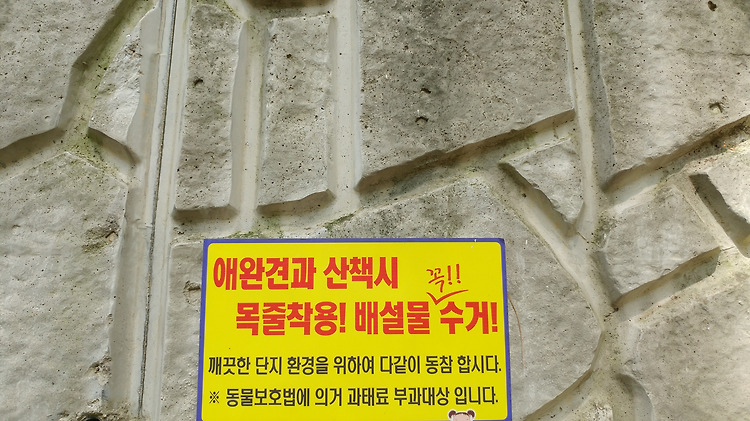 애완견과 산책시
목줄착용! 배설물 꼭!! 수거!
깨끗한 단지 환경을 위하여 다같이 동참 합시다.
※ 동물보호법에 의거 과태료 부과대상 입니다.